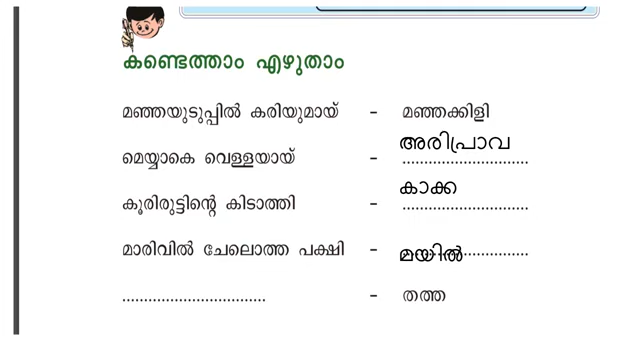 കണ്ടെത്താം എഴുതാം
മഞ്ഞയുടുപ്പിൽ കരിയുമായ് - മഞ്ഞക്കിളി
മെയ്യാകെ വെള്ളയായ് - അരിപ്രാവ
കൂരിരുട്ടിന്റെ കിടാത്തി - കാക്ക
മാരിവിൽ ചേലൊത്ത പക്ഷി - മയിൽ
................................. - തത്ത